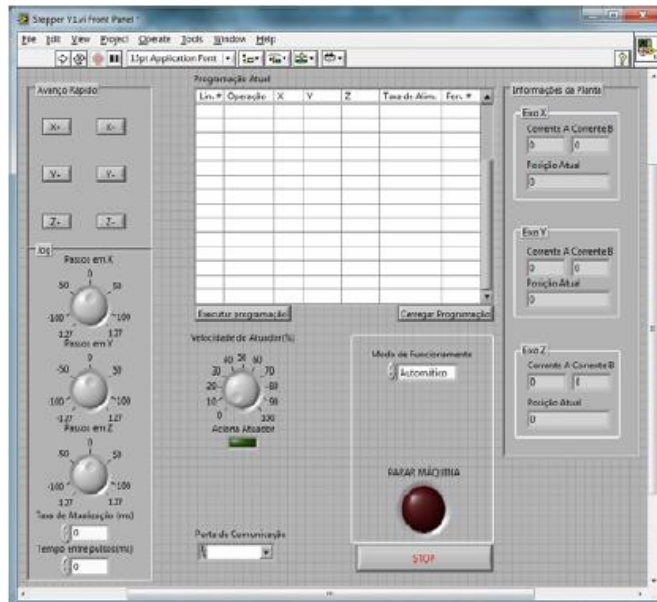 Stepper V1.vi Front Panel *
File Edit View Project Operate Tools Window Help
13pt Application Font
Avanço Rápido
X+ X-
Y+ Y-
Z+ Z-
Jog
Passos em X
0
50 50
-100 100
127 127
Passos em Y
0
-50 50
-100 100
-127 127
Passos em Z
0
-50 50
-100 100
127 127
Taxa de Atualização (ms)
0
Tempo entre pulsos(ms)
0
Programação Atual
Lin. # Operação X Y Z Taxa de Alim. Ferr. #
Executar programação Carregar Programação
Velocidade do Atuador(%)
40 50 60
30 70
20 80
10 90
0 100
Aciona Atuador
Porta de Comunicação
Modo de Funcionamento
Automático
PARAR MÁQUINA
STOP
Informações da Planta
Eixo X
Corrente A Corrente B
0 0
Posição Atual
0
Eixo Y
Corrente A Corrente B
0 0
Posição Atual
0
Eixo Z
Corrente A Corrente B
0 0
Posição Atual
0